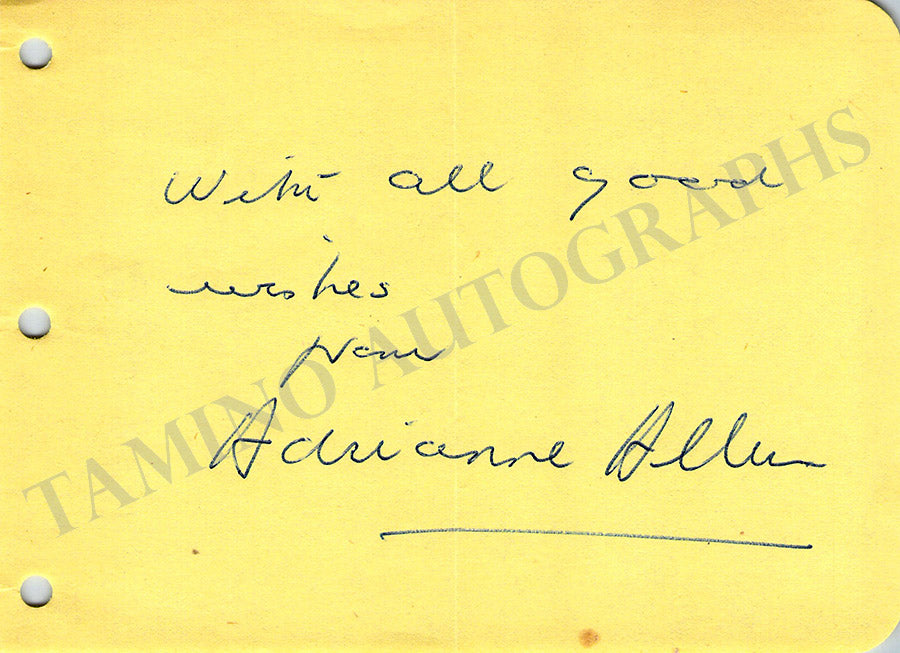 With all good
wishes
from
Adrianne Allen
TAMINO AUTOGRAPHS